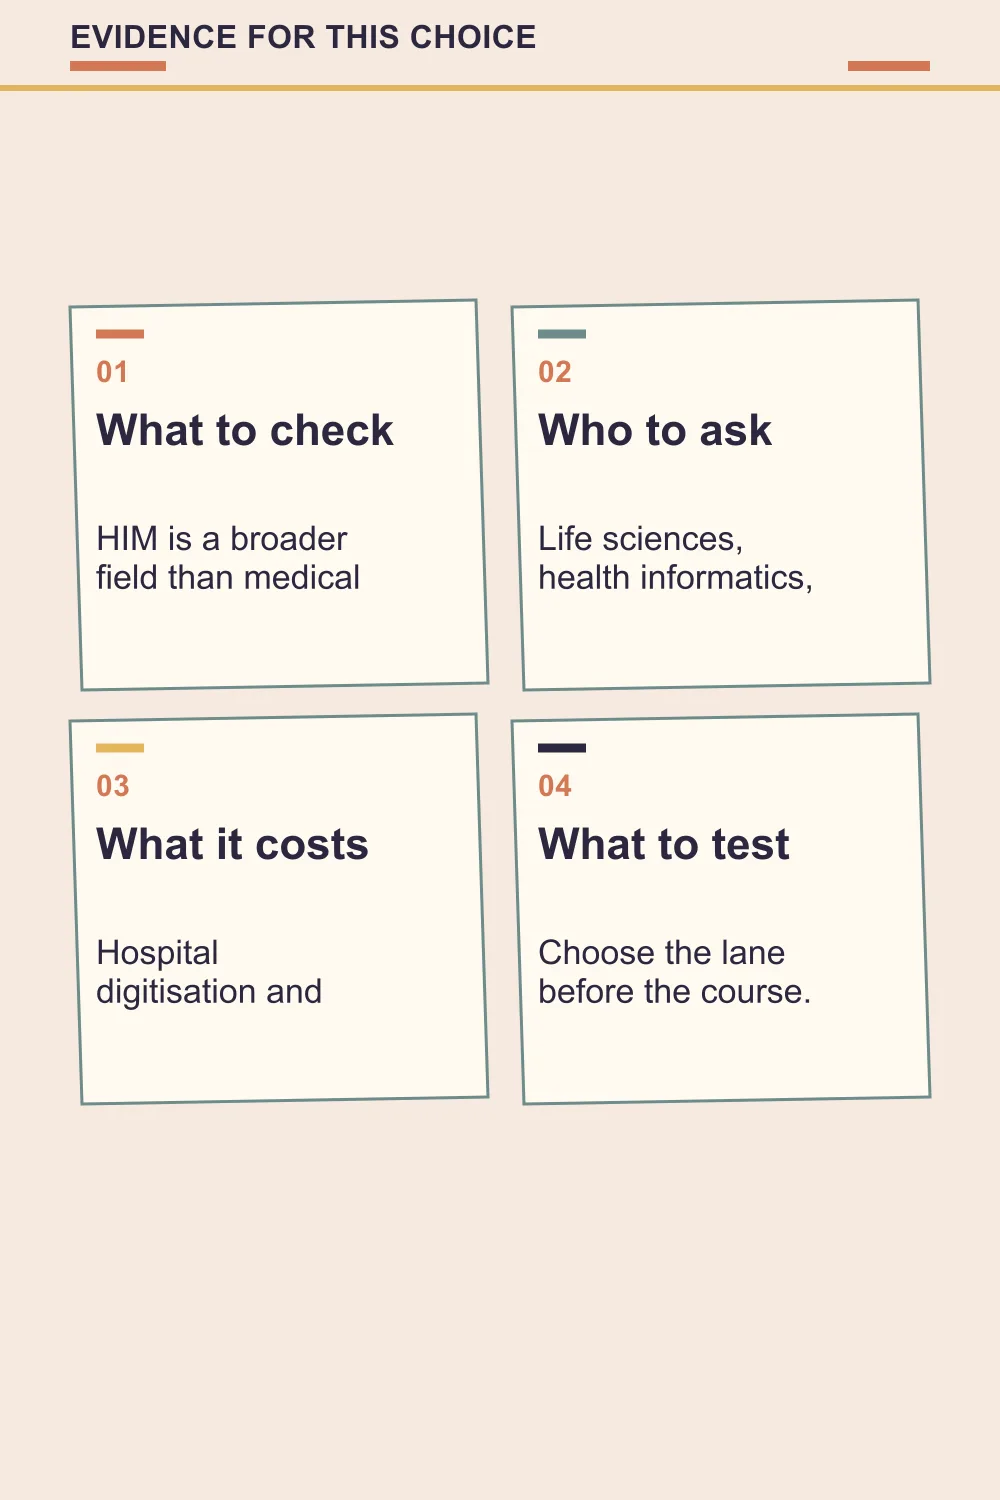 EVIDENCE FOR THIS CHOICE
01
What to check
HIM is a broader
field than medical
02
Who to ask
Life sciences,
health informatics,
03
What it costs
Hospital
digitisation and
04
What to test
Choose the lane
before the course.